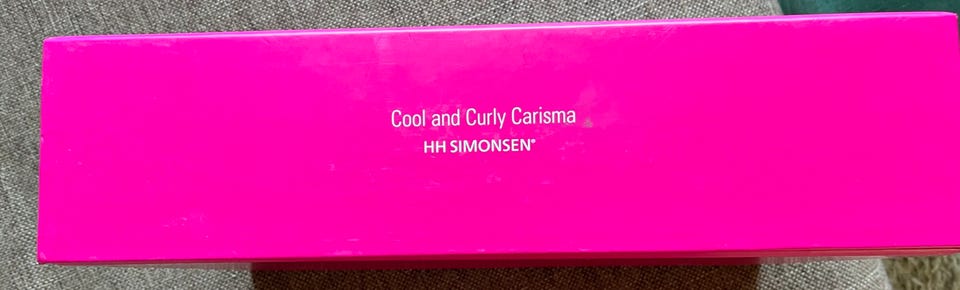 Cool and Curly Carisma
HH SIMONSEN®